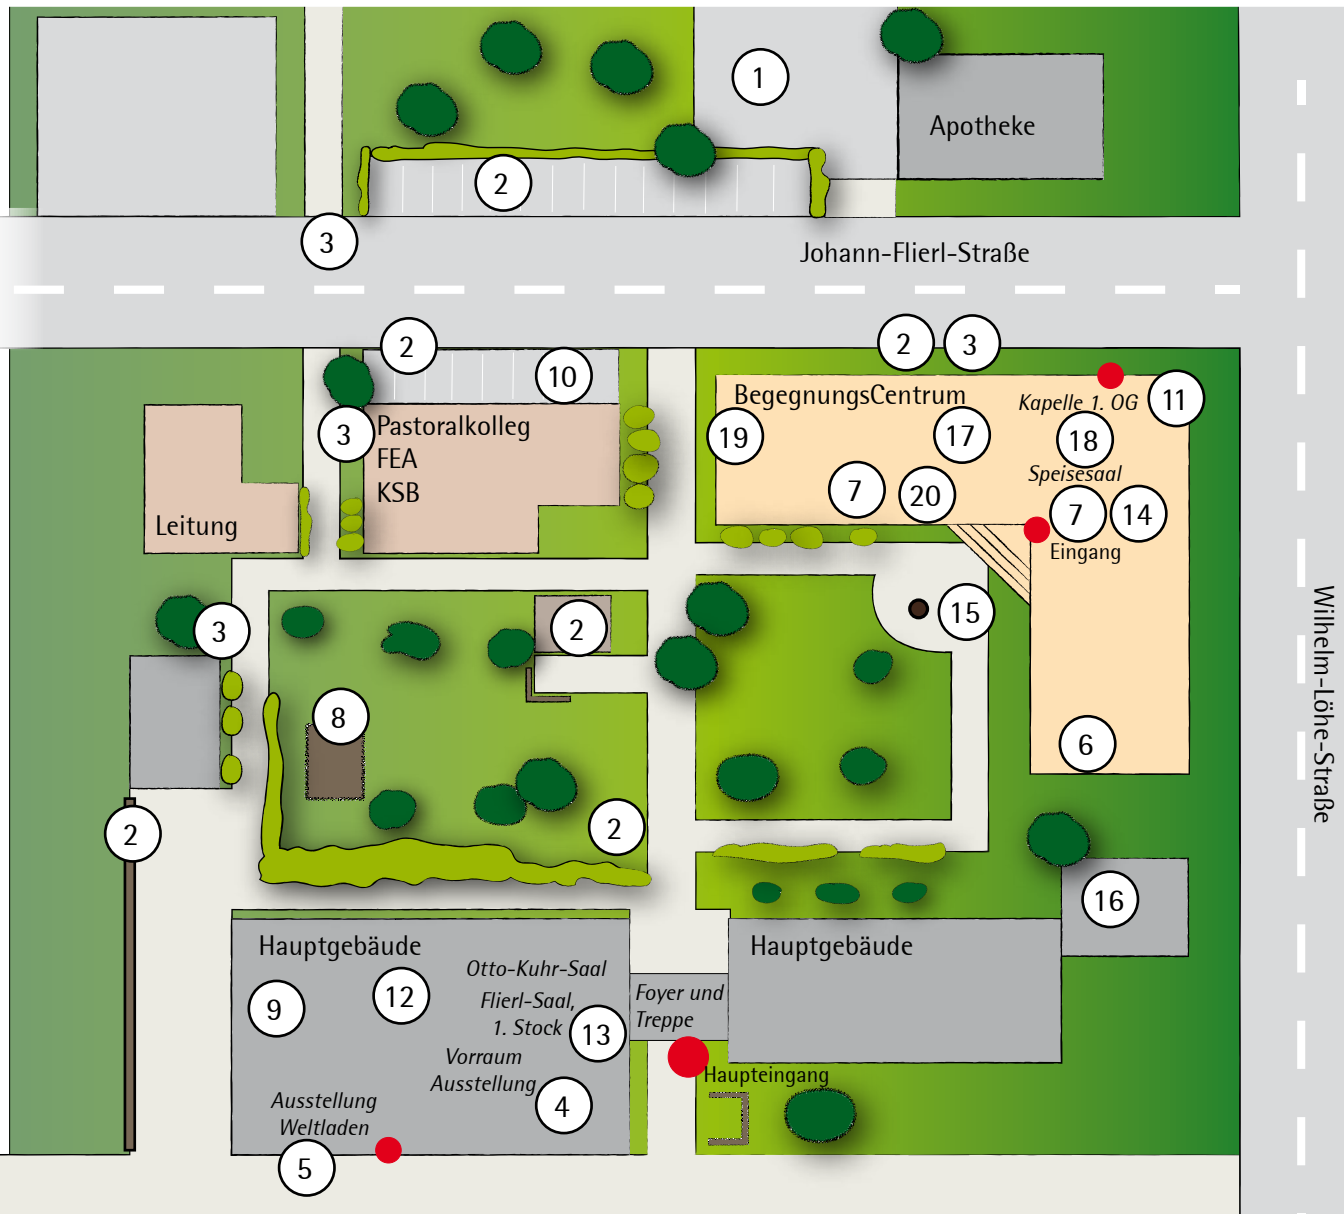 1
Apotheke
2
3
Johann-Flierl-Straße
2
10
3
Pastoralkolleg
FEA
KSB
Leitung
2
3
BegegnungsCentrum
Kapelle 1. OG
11
19
17
18
Speisesaal
7
20
7
14
Eingang
15
6
Wilhelm-Löhe-Straße
3
2
8
2
2
16
Hauptgebäude
9
12
Otto-Kuhr-Saal
Flierl-Saal,
1. Stock
13
Vorraum
Ausstellung
4
Ausstellung
Weltladen
5
Foyer und
Treppe
Hauptgebäude
Haupteingang